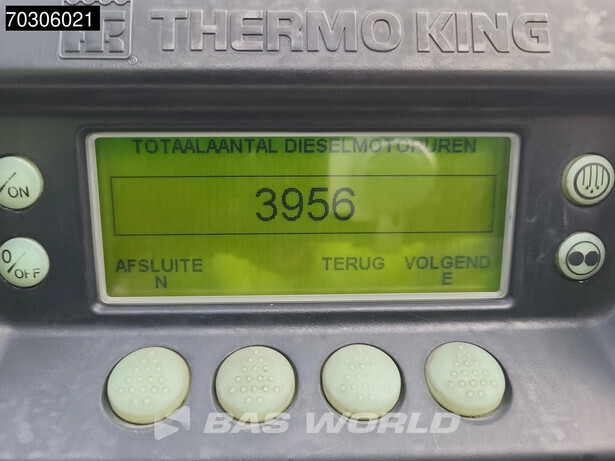 70306021
THERMO KING
TOTAALAANTAL DIESELMOTORUREN
3956
ON
OFF
AFSLUITE
N
TERUG
VOLGEND
E
BAS WORLD